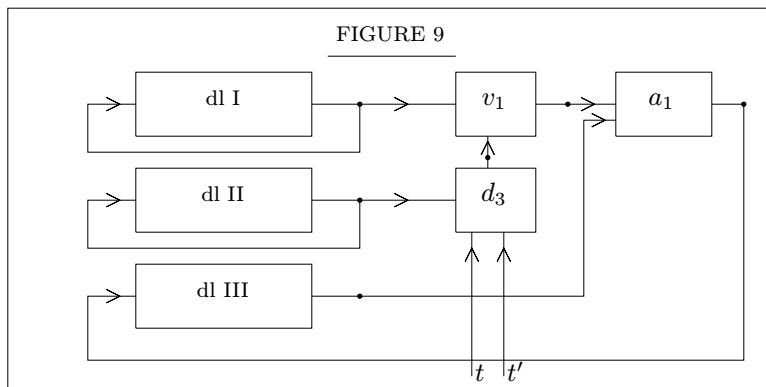 FIGURE 9
dl I
v₁
a₁
dl II
d₃
dl III
t t′